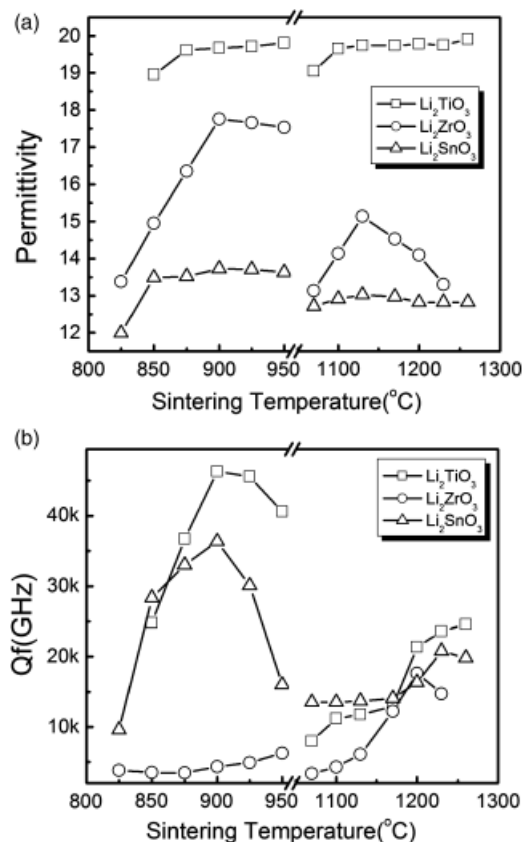 (a)
20
19
18
17
16
15
14
13
12
Permittivity
Li2TiO3
Li2ZrO3
Li2SnO3
800 850 900 950 1100 1200 1300
Sintering Temperature(oC)
(b)
40k
30k
20k
10k
Qf(GHz)
Li2TiO3
Li2ZrO3
Li2SnO3
800 850 900 950 1100 1200 1300
Sintering Temperature(oC)